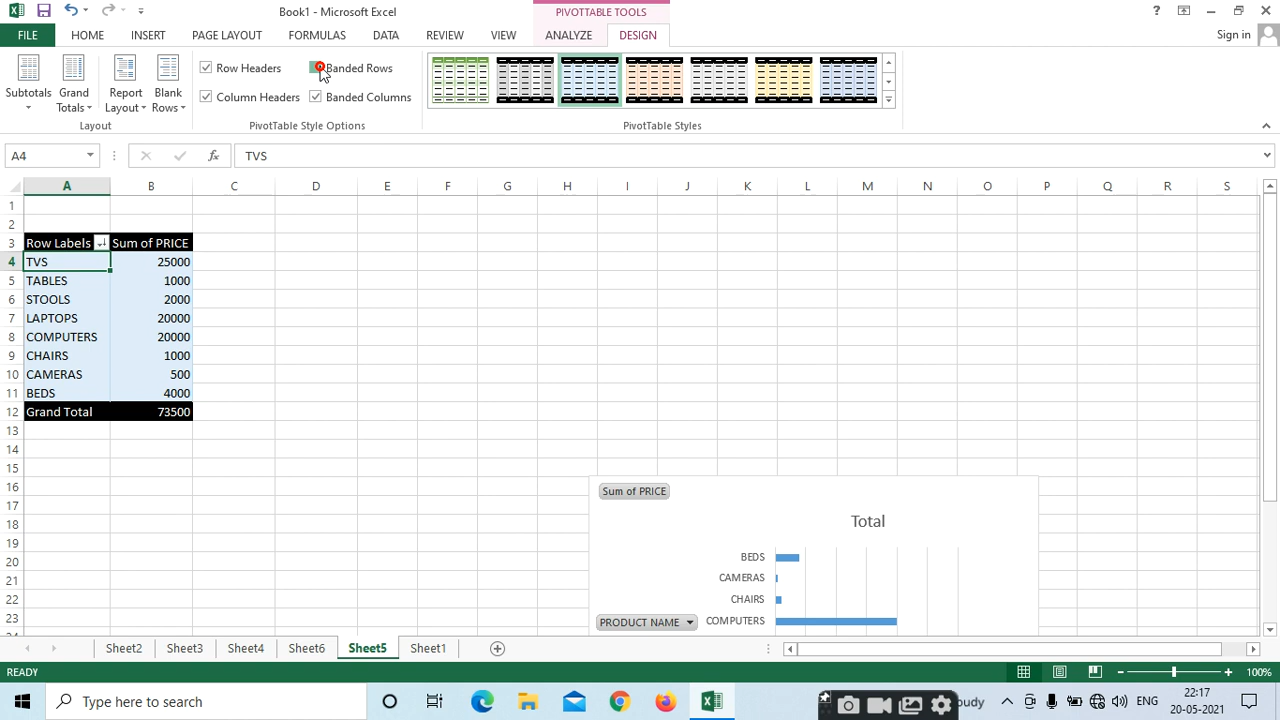 Book1 - Microsoft Excel
PIVOTTABLE TOOLS
?
FILE HOME INSERT PAGE LAYOUT FORMULAS DATA REVIEW VIEW ANALYZE DESIGN Sign in
Subtotals
Grand Totals
Report Layout
Blank Rows
Layout
Row Headers
Banded Rows
Column Headers
Banded Columns
PivotTable Style Options
PivotTable Styles
A4 fx TVS
A B C D E F G H I J K L M N O P Q R S
1
2
3 Row Labels Sum of PRICE
4 TVS 25000
5 TABLES 1000
6 STOOLS 2000
7 LAPTOPS 20000
8 COMPUTERS 20000
9 CHAIRS 1000
10 CAMERAS 500
11 BEDS 4000
12 Grand Total 73500
13
14
15
16
17
18
19
20
21
22
23
Sum of PRICE
Total
BEDS
CAMERAS
CHAIRS
PRODUCT NAME COMPUTERS
Sheet2 Sheet3 Sheet4 Sheet6 Sheet5 Sheet1
READY 100%
Type here to search
oudy
ENG
22:17
20-05-2021